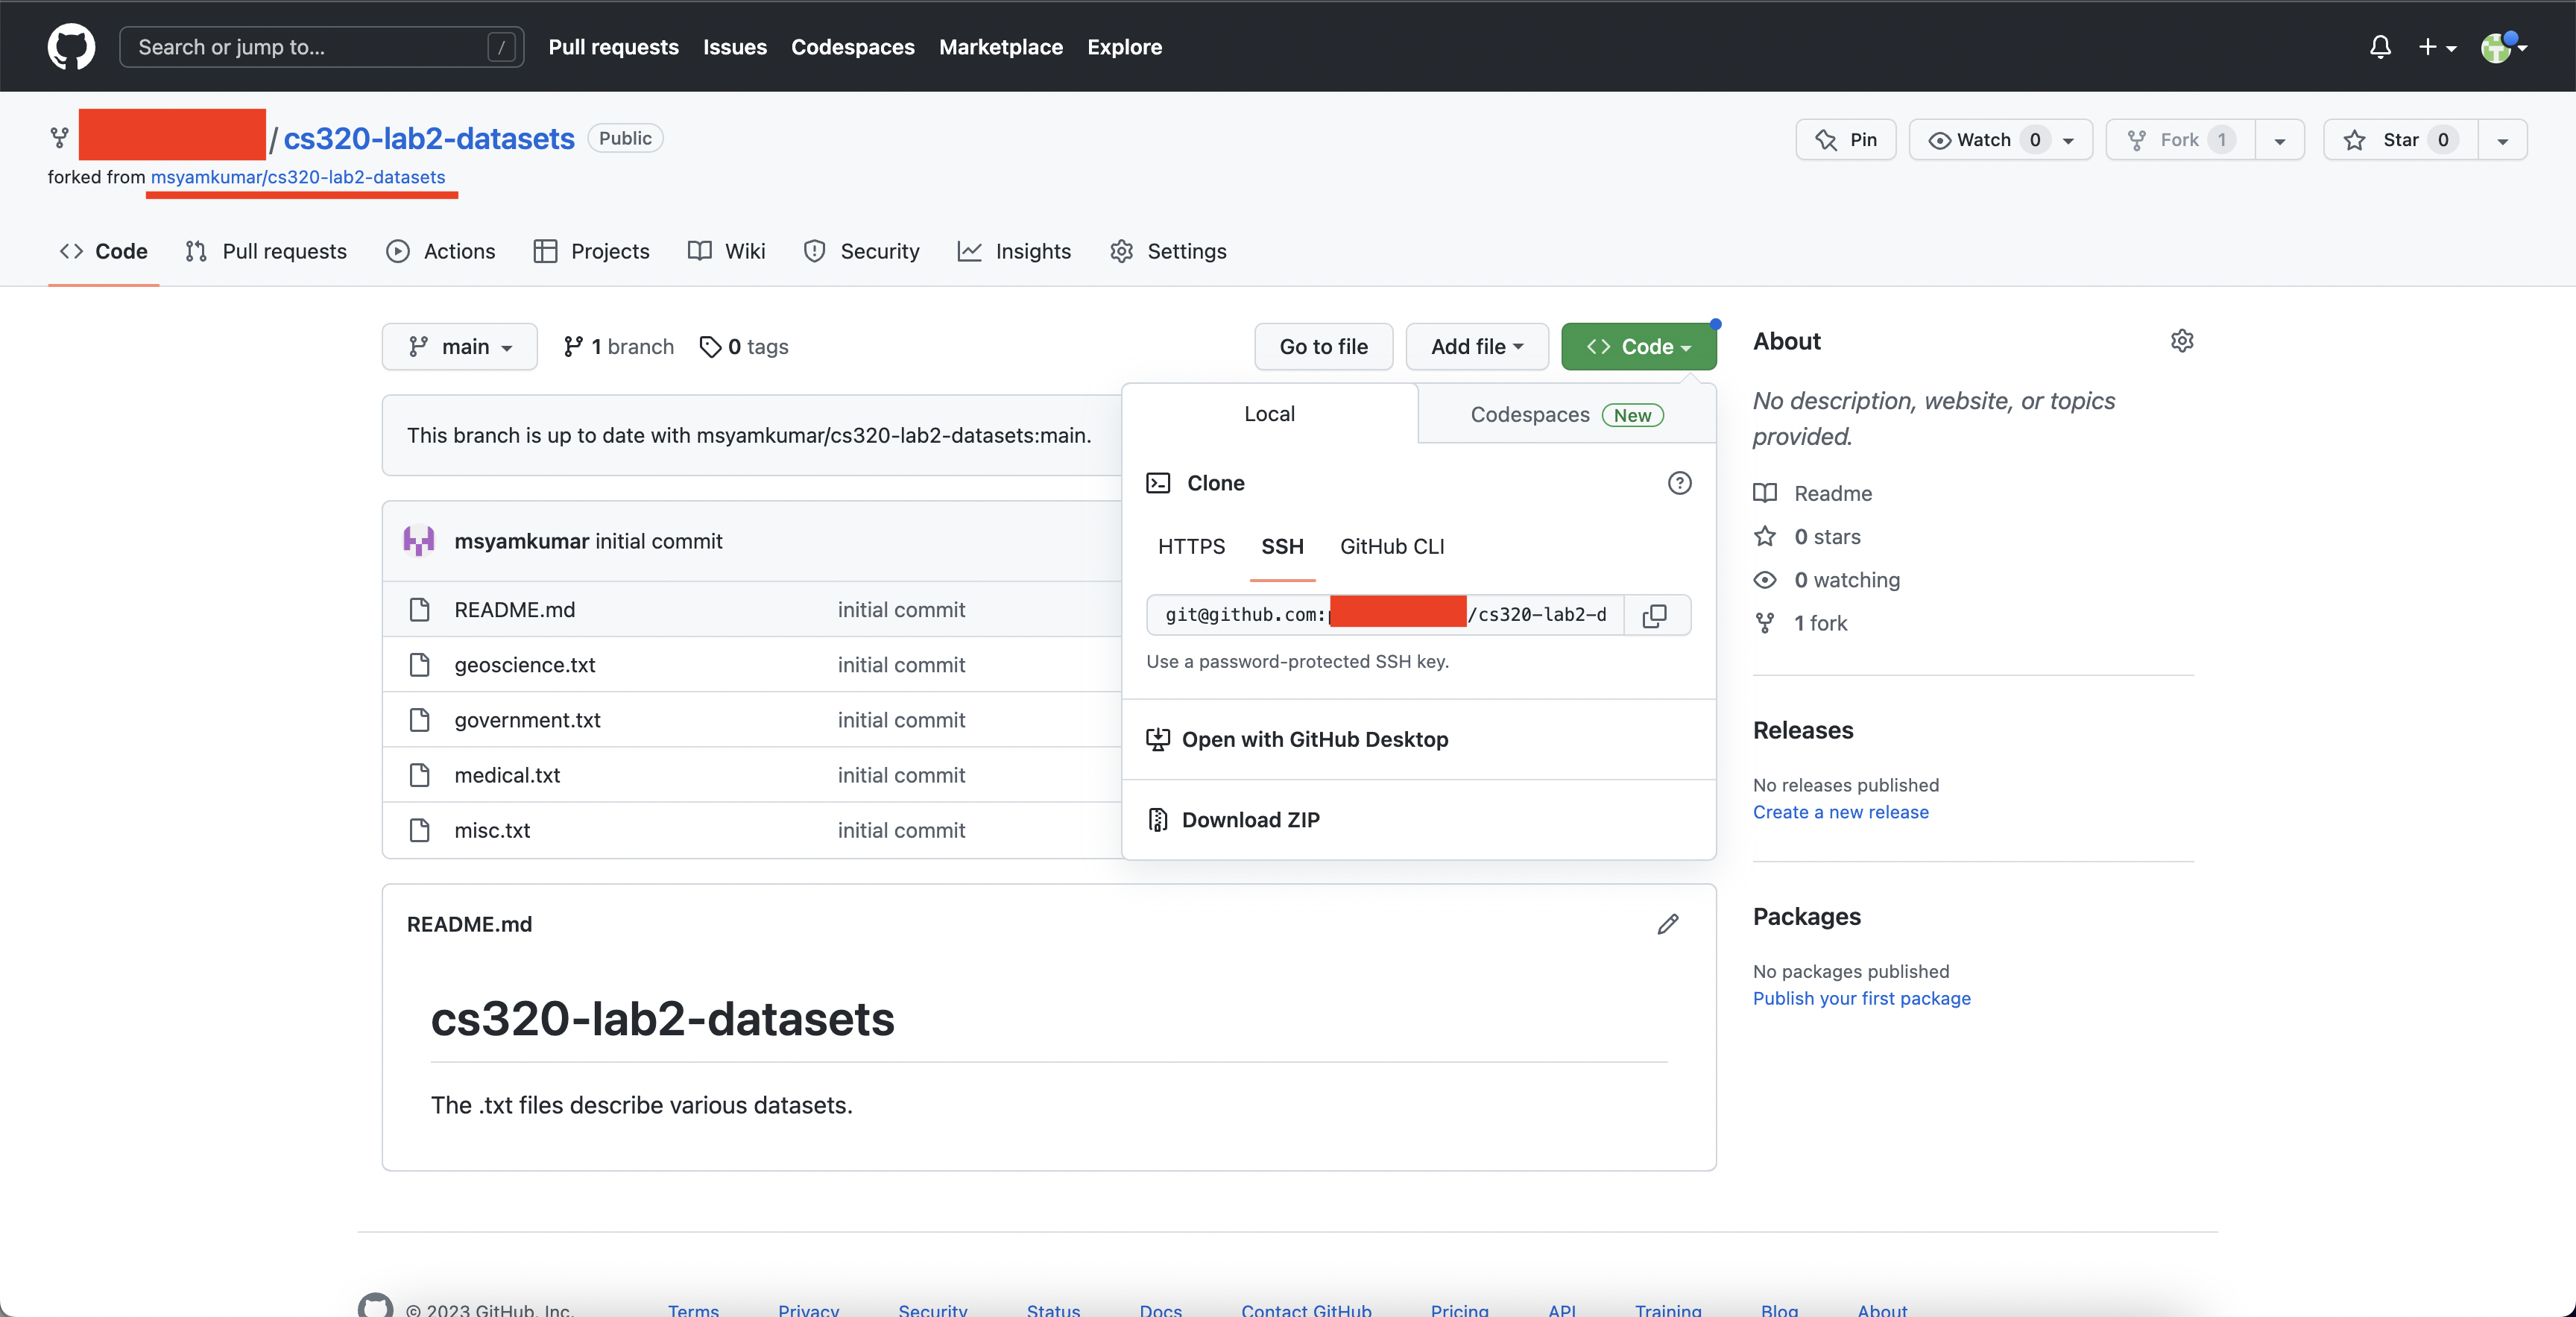 Search or jump to... /
Pull requests Issues Codespaces Marketplace Explore
/ cs320-lab2-datasets Public
Pin Watch 0 Fork 1 Star 0
forked from msyamkumar/cs320-lab2-datasets
Code Pull requests Actions Projects Wiki Security Insights Settings
main 1 branch 0 tags Go to file Add file Code
This branch is up to date with msyamkumar/cs320-lab2-datasets:main.
msyamkumar initial commit
README.md initial commit
geoscience.txt initial commit
government.txt initial commit
medical.txt initial commit
misc.txt initial commit
Local Codespaces New
Clone
HTTPS SSH GitHub CLI
git@github.com: /cs320-lab2-d
Use a password-protected SSH key.
Open with GitHub Desktop
Download ZIP
README.md
cs320-lab2-datasets
The .txt files describe various datasets.
About
No description, website, or topics
provided.
Readme
0 stars
0 watching
1 fork
Releases
No releases published
Create a new release
Packages
No packages published
Publish your first package
© 2023 GitHub, Inc. Terms Privacy Security Status Docs Contact GitHub Pricing API Training Blog About